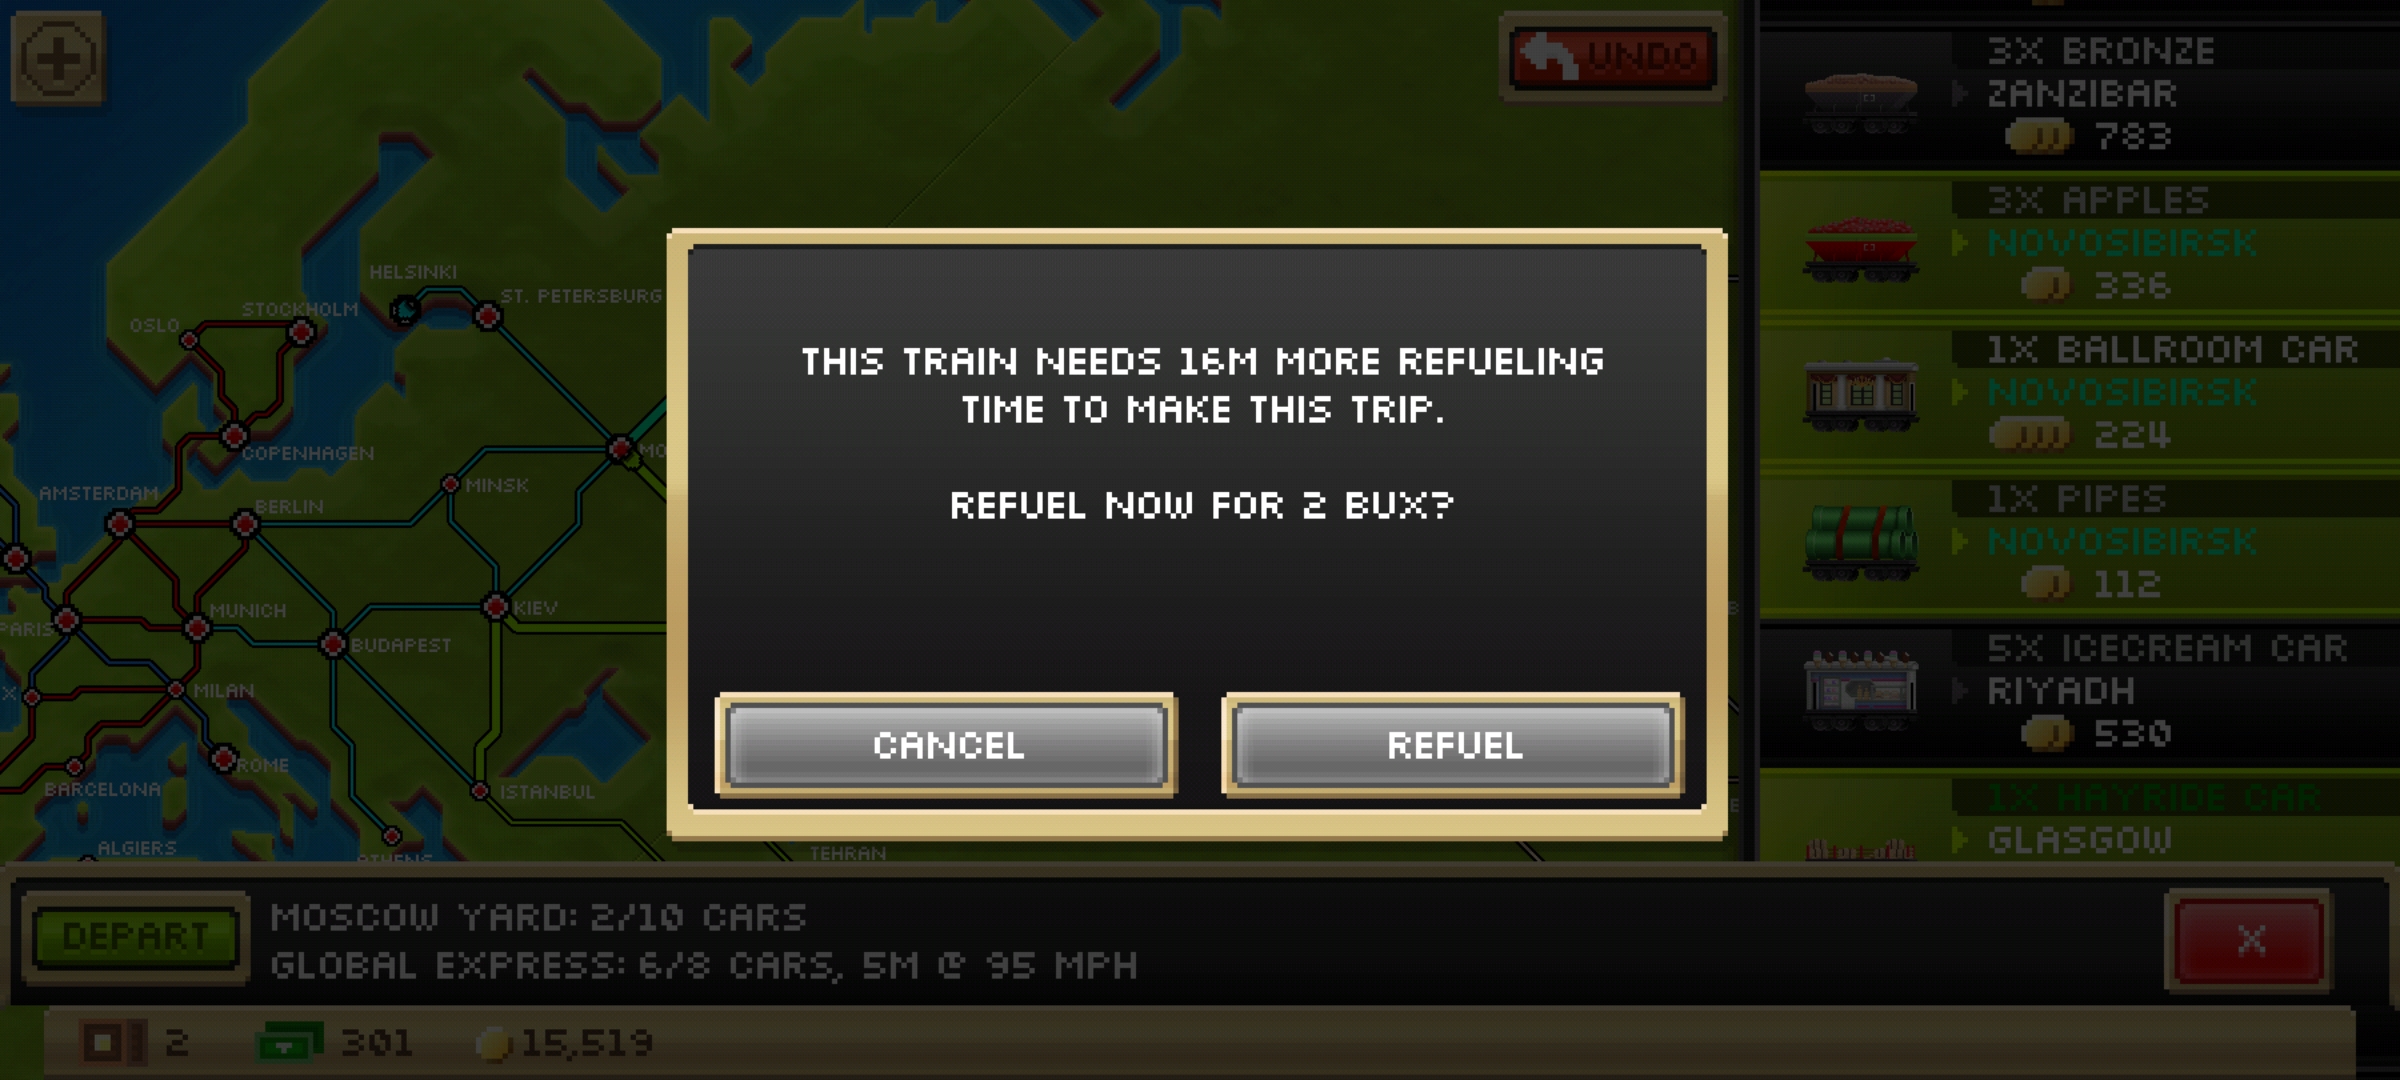 UNDO
3X BRONZE
ZANZIBAR
783
3X APPLES
NOVOSIBIRSK
336
1X BALLROOM CAR
NOVOSIBIRSK
224
1X PIPES
NOVOSIBIRSK
112
5X ICECREAM CAR
RIYADH
530
1X HAYRIDE CAR
GLASGOW
HELSINKI
ST. PETERSBURG
STOCKHOLM
OSLO
COPENHAGEN
MO
MINSK
AMSTERDAM
BERLIN
KIEV
MUNICH
PARIS
BUDAPEST
X
MILAN
ROME
BARCELONA
ISTANBUL
ALGIERS
ATHENS
TEHRAN
THIS TRAIN NEEDS 16M MORE REFUELING
TIME TO MAKE THIS TRIP.
REFUEL NOW FOR 2 BUX?
CANCEL
REFUEL
DEPART
MOSCOW YARD: 2/10 CARS
GLOBAL EXPRESS: 6/8 CARS, 5M @ 95 MPH
X
2
301
15,519